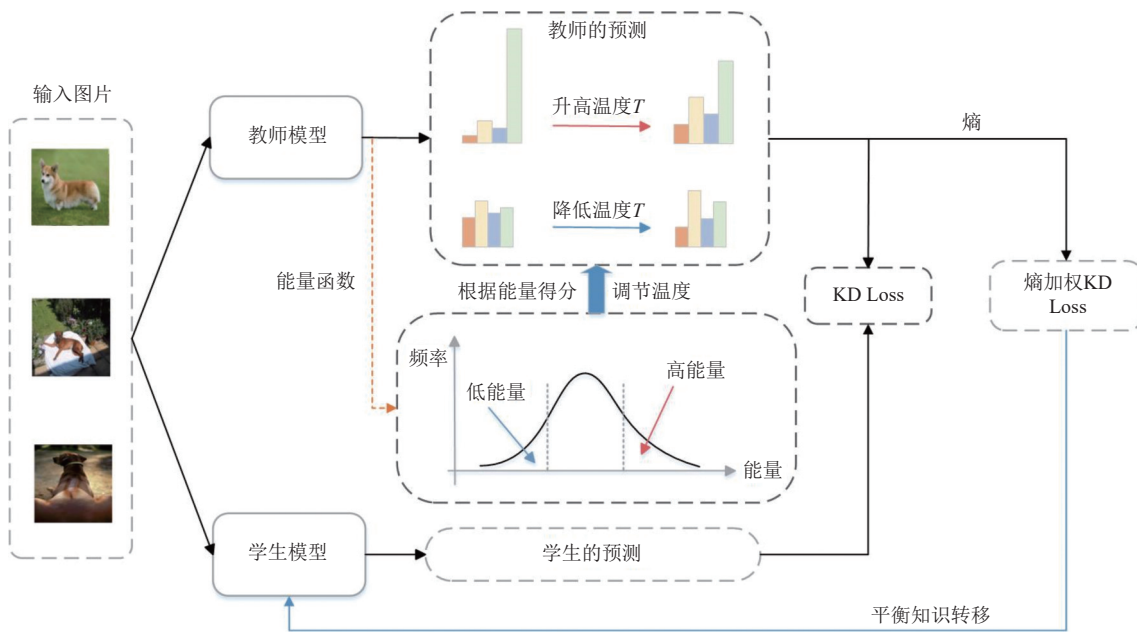 教师的预测
输入图片
升高温度T
熵
教师模型
降低温度T
能量函数
根据能量得分
调节温度
KD Loss
熵加权KD
Loss
频率
高能量
低能量
能量
学生模型
学生的预测
平衡知识转移